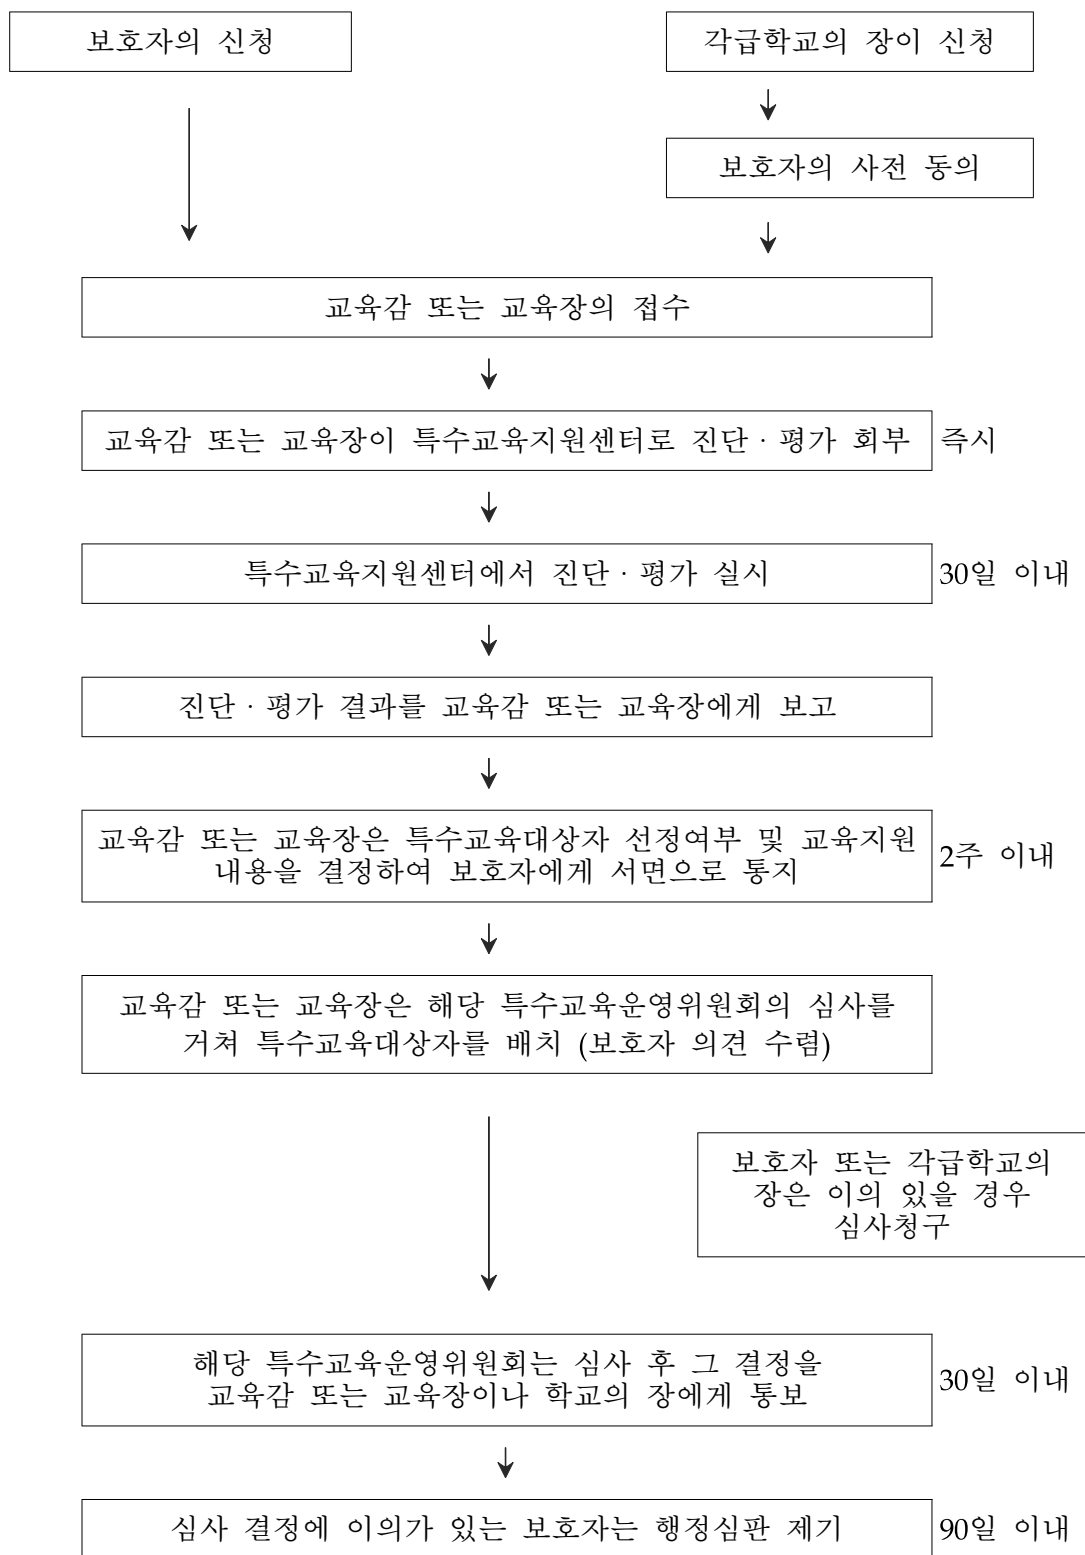 보호자의 신청
각급학교의 장이 신청
보호자의 사전 동의
교육감 또는 교육장의 접수
교육감 또는 교육장이 특수교육지원센터로 진단 · 평가 회부 즉시
특수교육지원센터에서 진단 · 평가 실시 30일 이내
진단 · 평가 결과를 교육감 또는 교육장에게 보고
교육감 또는 교육장은 특수교육대상자 선정여부 및 교육지원
내용을 결정하여 보호자에게 서면으로 통지 2주 이내
교육감 또는 교육장은 해당 특수교육운영위원회의 심사를
거쳐 특수교육대상자를 배치 (보호자 의견 수렴)
보호자 또는 각급학교의
장은 이의 있을 경우
심사청구
해당 특수교육운영위원회는 심사 후 그 결정을
교육감 또는 교육장이나 학교의 장에게 통보 30일 이내
심사 결정에 이의가 있는 보호자는 행정심판 제기 90일 이내